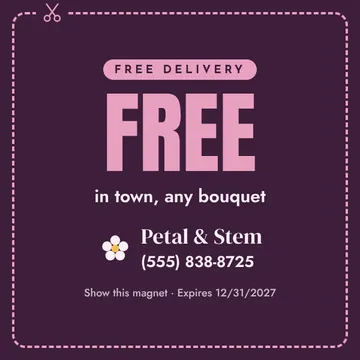 FREE DELIVERY
FREE
in town, any bouquet
Petal & Stem
(555) 838-8725
Show this magnet · Expires 12/31/2027